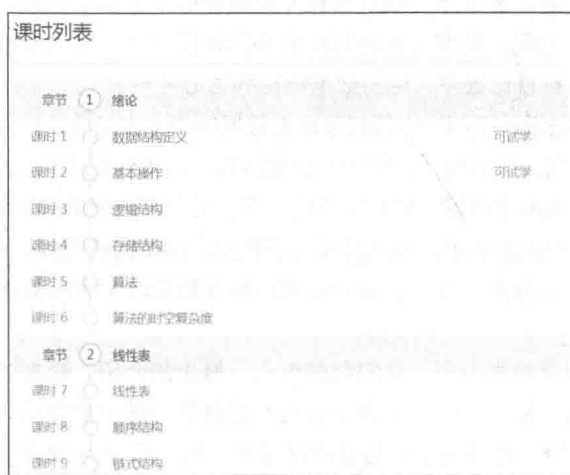 课时列表
章节 1 绪论
课时 1 数据结构定义 可试学
课时 2 基本操作 可试学
课时 3 逻辑结构
课时 4 存储结构
课时 5 算法
课时 6 算法的时空复杂度
章节 2 线性表
课时 7 线性表
课时 8 顺序结构
课时 9 链式结构